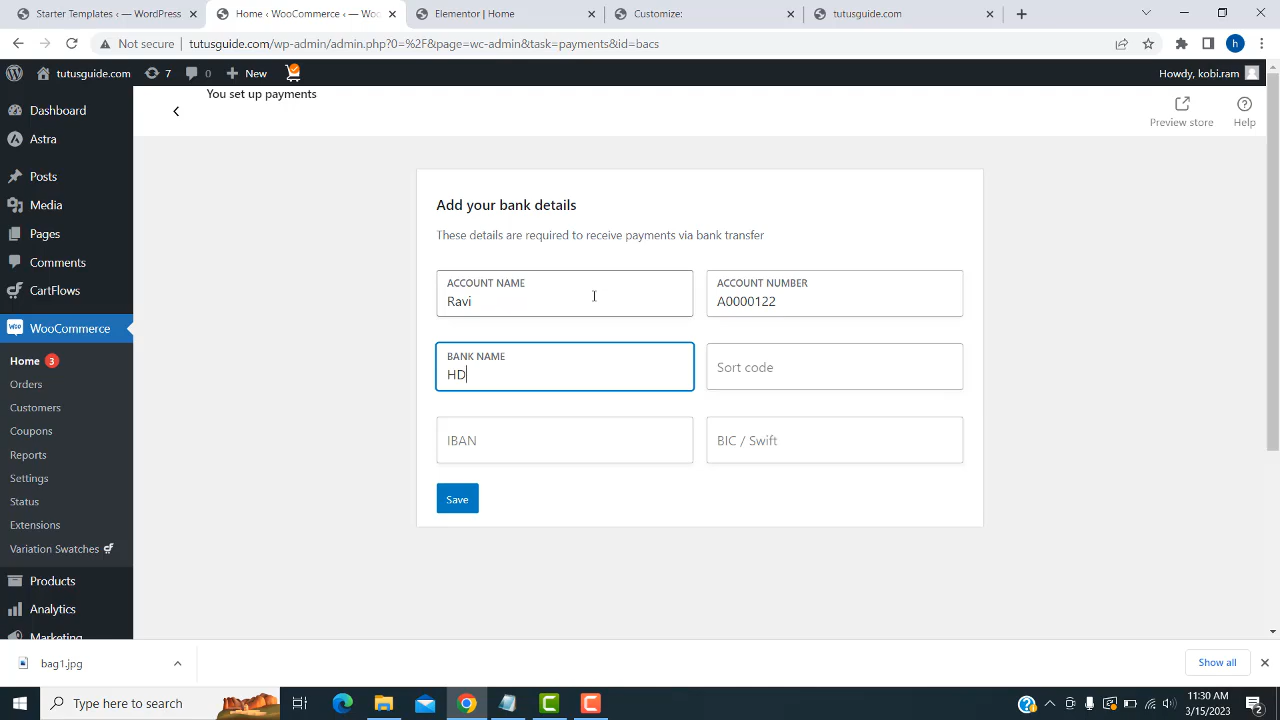 Starter Templates ‹ — WordPress
Home ‹ WooCommerce ‹ — Woo
Elementor | Home
Customize:
tutusguide.com
Not secure
tutusguide.com/wp-admin/admin.php?0=%2F&page=wc-admin&task=payments&id=bacs
h
tutusguide.com
7
0
New
Howdy, kobi.ram
Dashboard
Astra
Posts
Media
Pages
Comments
CartFlows
WooCommerce
Home 3
Orders
Customers
Coupons
Reports
Settings
Status
Extensions
Variation Swatches
Products
Analytics
Marketing
You set up payments
Preview store
Help
Add your bank details
These details are required to receive payments via bank transfer
ACCOUNT NAME
Ravi
ACCOUNT NUMBER
A0000122
BANK NAME
HD
Sort code
IBAN
BIC / Swift
Save
bag1.jpg
Show all
Type here to search
11:30 AM
3/15/2023
2